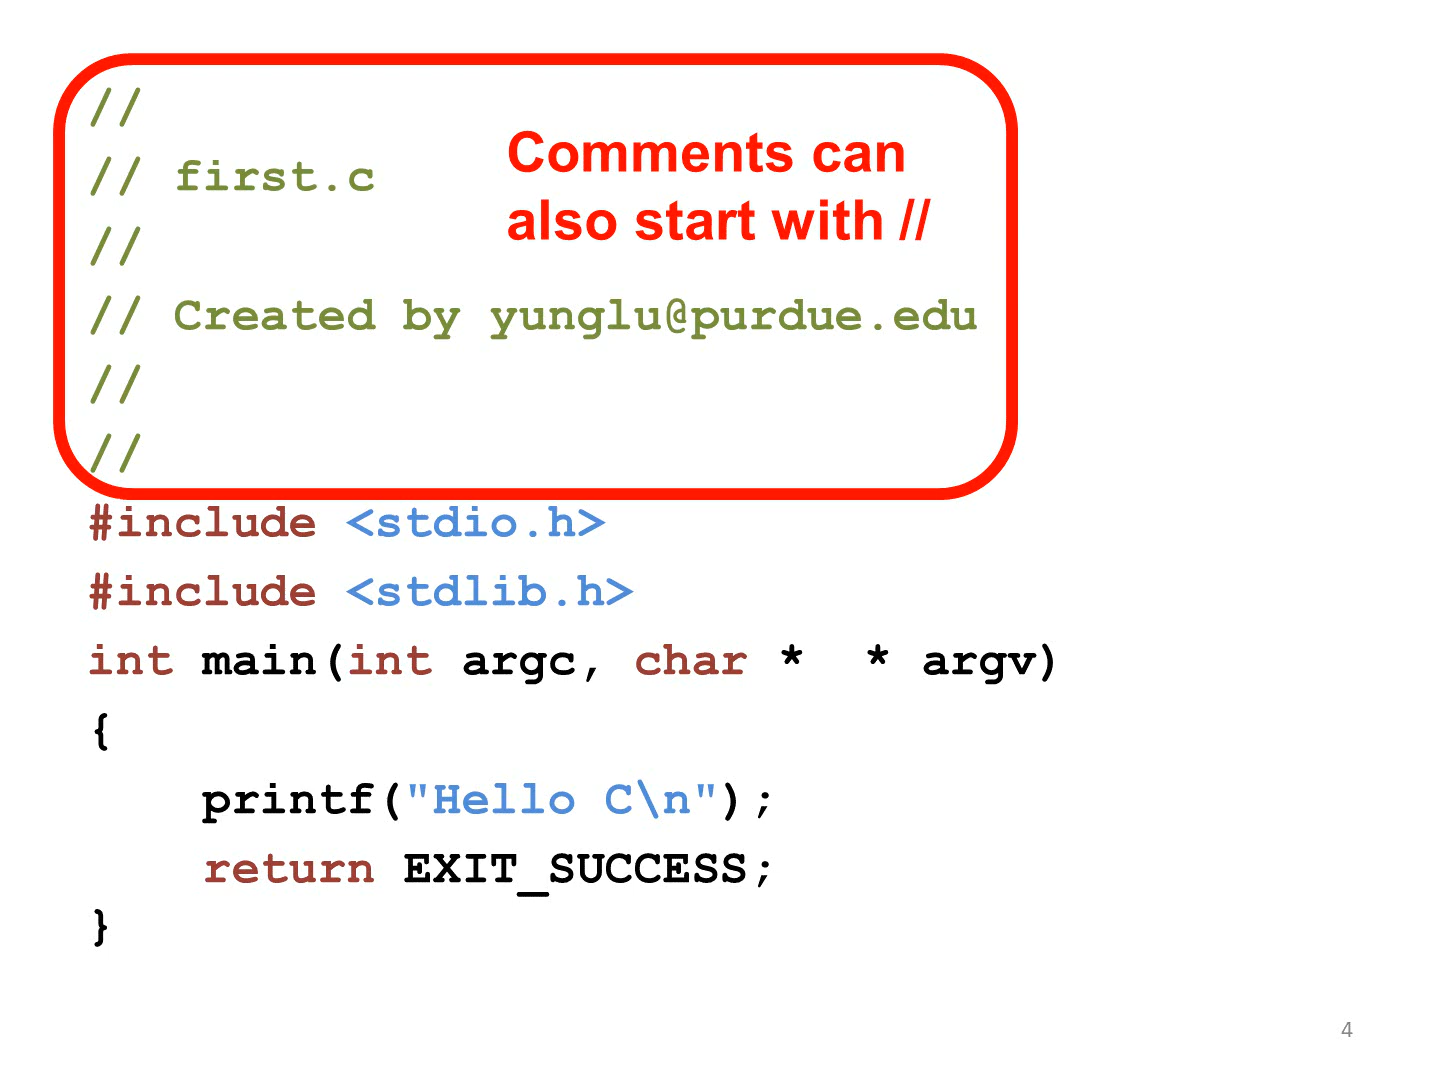 //
// first.c
Comments can
also start with //
//
// Created by yunglu@purdue.edu
//
//
#include <stdio.h>
#include <stdlib.h>
int main(int argc, char *  * argv)
{
    printf("Hello C\n");
    return EXIT_SUCCESS;
}
4